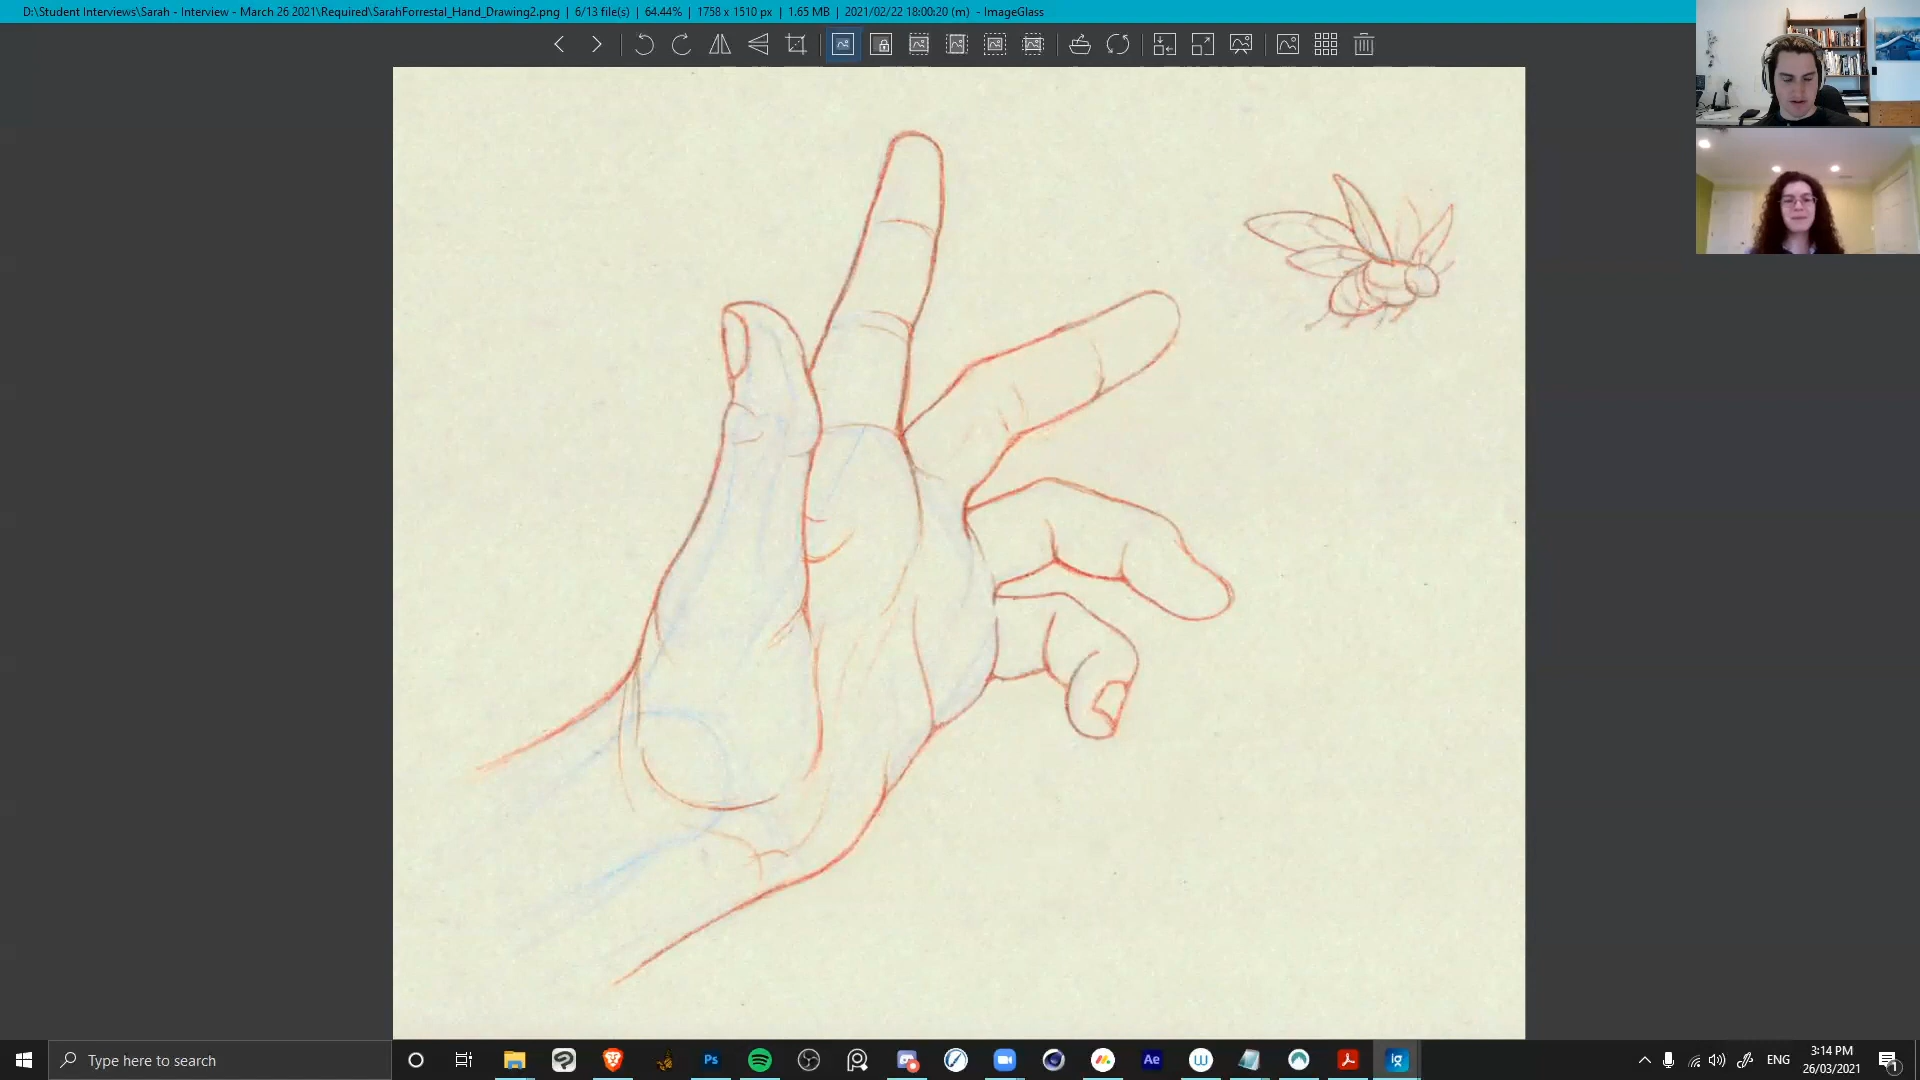 D:\Student Interviews\Sarah - Interview - March 26 2021\Required\SarahForrestal_Hand_Drawing2.png | 6/13 file(s) | 64.44% | 1758 x 1510 px | 1.65 MB | 2021/02/22 18:00:20 (m) - ImageGlass
Type here to search
Ps
Ae
W
Ig
ENG
3:14 PM
26/03/2021
1